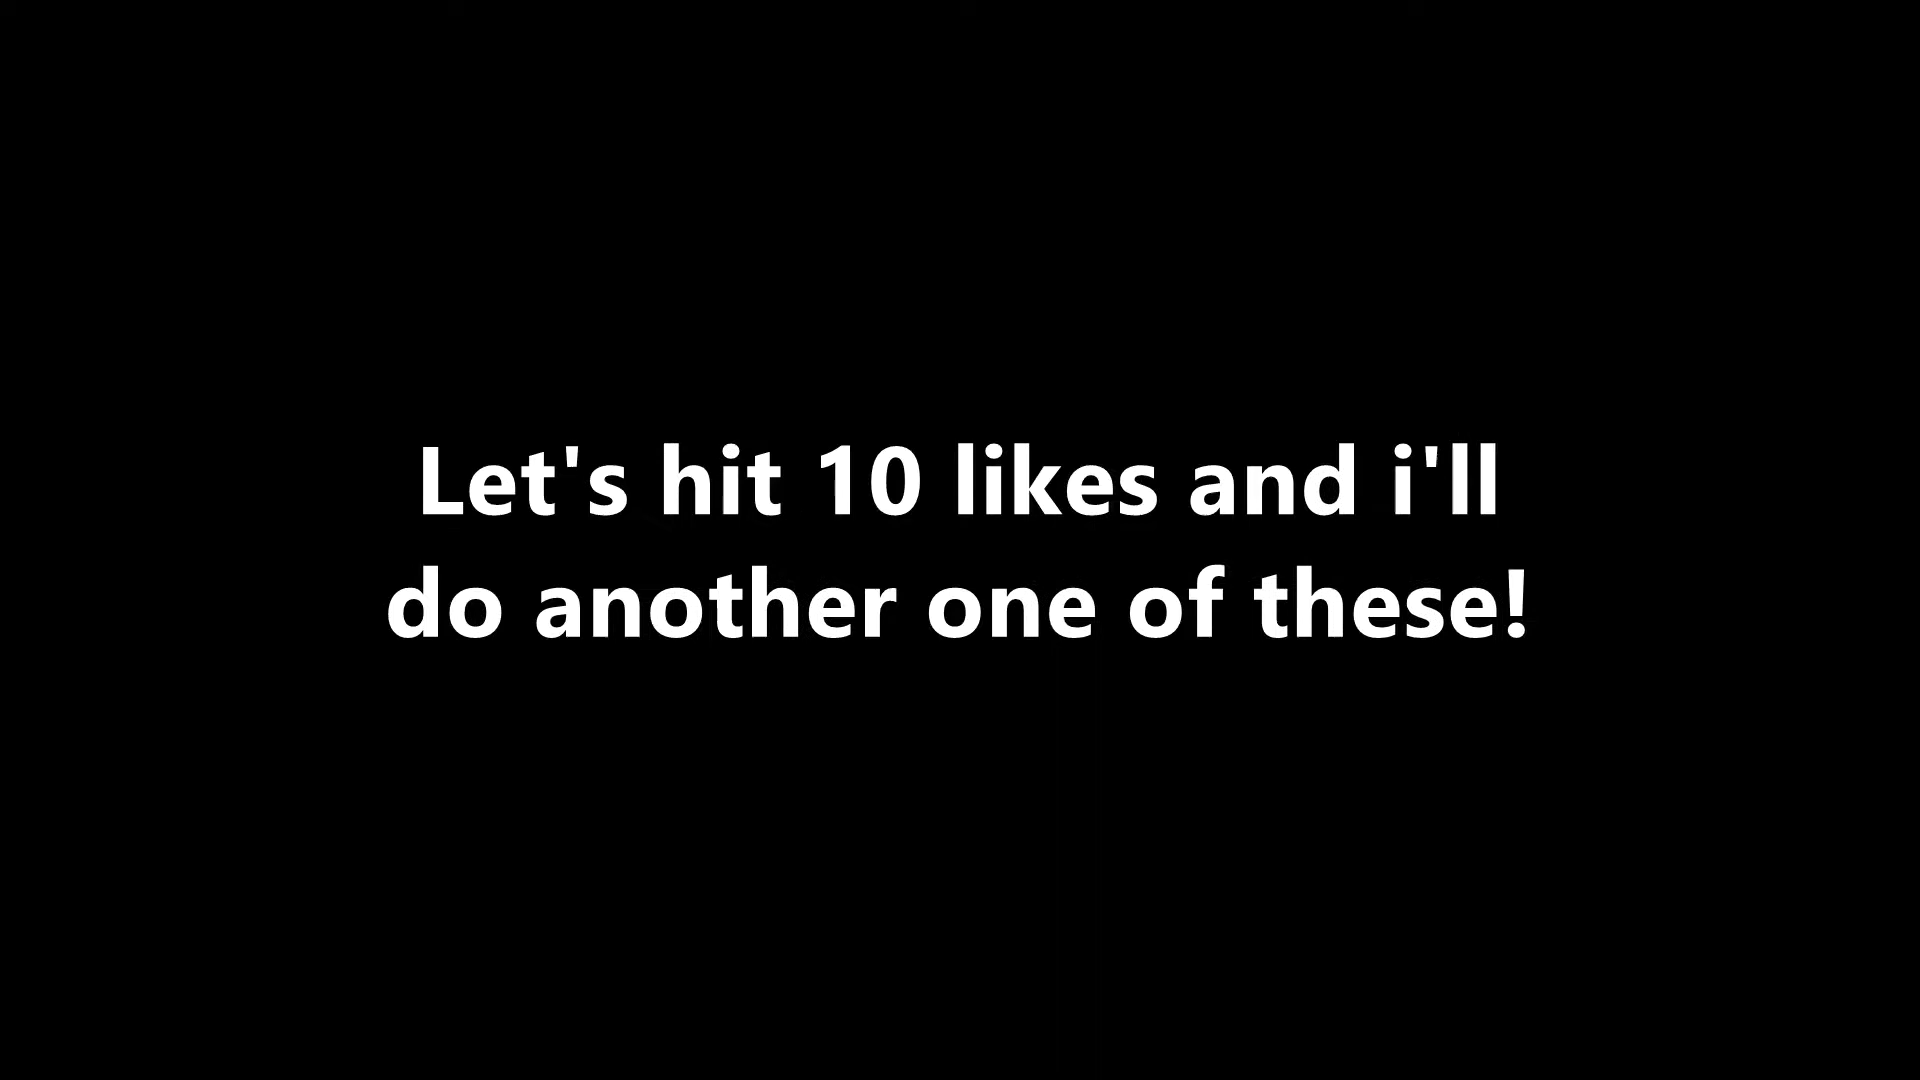 Let's hit 10 likes and i'll
do another one of these!